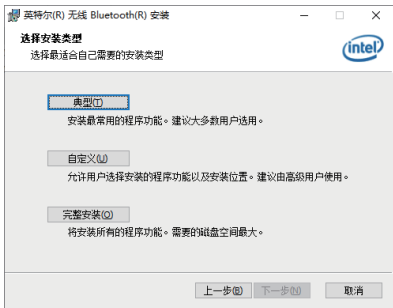 英特尔(R) 无线 Bluetooth(R) 安装
选择安装类型
选择最适合自己需要的安装类型
intel
典型(T)
安装最常用的程序功能。建议大多数用户选用。
自定义(U)
允许用户选择安装的程序功能以及安装位置。建议由高级用户使用。
完整安装(O)
将安装所有的程序功能。需要的磁盘空间最大。
上一步(B) 下一步(N) 取消